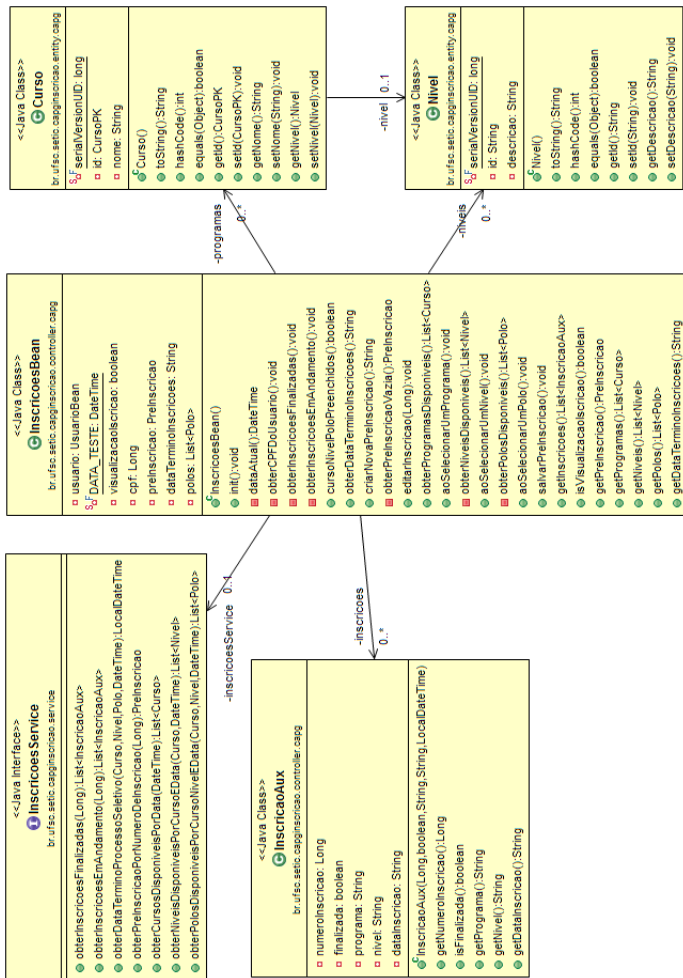 <<Java Interface>>
InscricoesService
br.ufsc.setic.capginscricao.service
obterInscricoesFinalizadas(Long):List<InscricaoAux>
obterInscricoesEmAndamento(Long):List<InscricaoAux>
obterDataTerminoProcessoSeletivo(Curso,Nivel,Polo,DateTime):LocalDateTime
obterPreInscricaoPorNumeroDeInscricao(Long):PreInscricao
obterCursosDisponiveisPorData(DateTime):List<Curso>
obterNiveisDisponiveisPorCursoEData(Curso,DateTime):List<Nivel>
obterPolosDisponiveisPorCursoNivelEData(Curso,Nivel,DateTime):List<Polo>
-inscricoesService 0..1
<<Java Class>>
InscricaoAux
br.ufsc.setic.capginscricao.controller.capg
numeroInscricao: Long
finalizada: boolean
programa: String
nivel: String
dataInscricao: String
InscricaoAux(Long,boolean,String,String,LocalDateTime)
getNumeroInscricao():Long
isFinalizada():boolean
getPrograma():String
getNivel():String
getDataInscricao():String
-inscricoes
0..*
<<Java Class>>
InscricoesBean
br.ufsc.setic.capginscricao.controller.capg
usuario: UsuarioBean
DATA_TESTE: DateTime
visualizacaoIscricao: boolean
cpf: Long
preInscricao: PreInscricao
dataTerminoInscricoes: String
polos: List<Polo>
InscricoesBean()
init():void
dataAtual():DateTime
obterCPFDoUsuario():void
obterInscricoesFinalizadas():void
obterInscricoesEmAndamento():void
cursoNivelPoloPreenchidos():boolean
obterDataTerminoInscricoes():String
criarNovaPreInscricao():String
obterPreInscricaoVazia():PreInscricao
editarInscricao(Long):void
obterProgramasDisponiveis():List<Curso>
aoSelecionarUmPrograma():void
obterNiveisDisponiveis():List<Nivel>
aoSelecionarUmNivel():void
obterPolosDisponiveis():List<Polo>
aoSelecionarUmPolo():void
salvarPreInscricao():void
getInscricoes():List<InscricaoAux>
isVisualizacaoIscricao():boolean
getPreInscricao():PreInscricao
getProgramas():List<Curso>
getNiveis():List<Nivel>
getPolos():List<Polo>
getDataTerminoInscricoes():String
-programas
0..*
-niveis
0..*
<<Java Class>>
Curso
br.ufsc.setic.capginscricao.entity.capg
S F serialVersionUID: long
id: CursoPK
nome: String
Curso()
toString():String
hashCode():int
equals(Object):boolean
getId():CursoPK
setId(CursoPK):void
getNome():String
setNome(String):void
getNivel():Nivel
setNivel(Nivel):void
-nivel 0..1
<<Java Class>>
Nivel
br.ufsc.setic.capginscricao.entity.capg
S F serialVersionUID: long
id: String
descricao: String
Nivel()
toString():String
hashCode():int
equals(Object):boolean
getId():String
setId(String):void
getDescricao():String
setDescricao(String):void